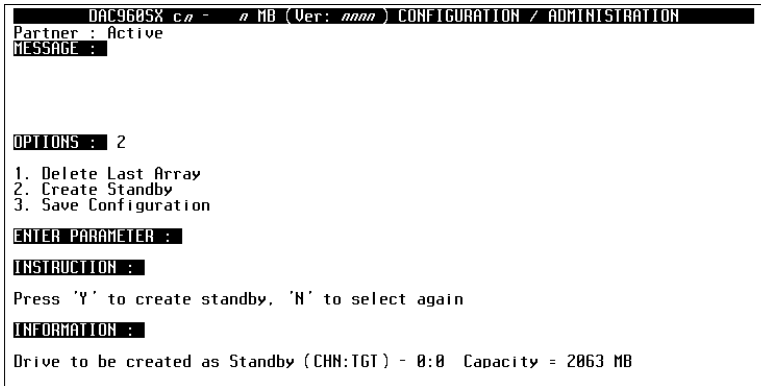 DAC960SX cn - n MB (Ver: nnnn) CONFIGURATION / ADMINISTRATION
Partner : Active
MESSAGE :
OPTIONS : 2
1. Delete Last Array
2. Create Standby
3. Save Configuration
ENTER PARAMETER :
INSTRUCTION :
Press 'Y' to create standby, 'N' to select again
INFORMATION :
Drive to be created as Standby (CHN:TGT) - 0:0 Capacity = 2063 MB